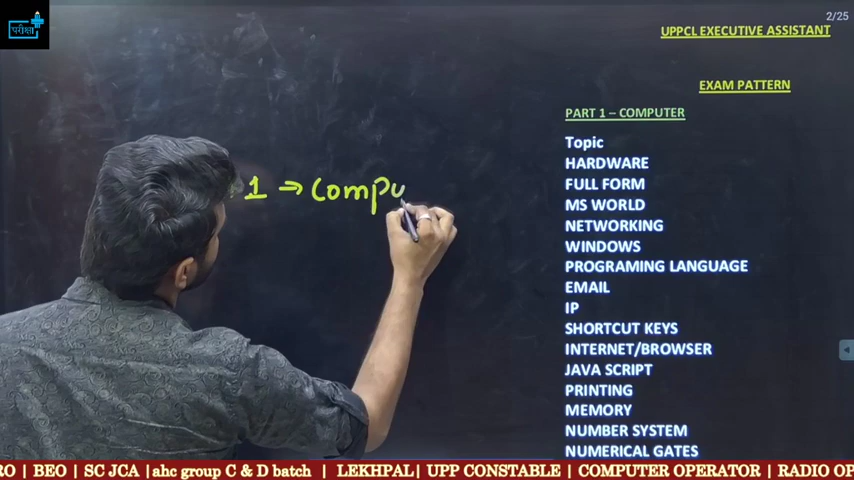 परीक्षा
2/25
UPPCL EXECUTIVE ASSISTANT
EXAM PATTERN
PART 1 – COMPUTER
Topic
HARDWARE
FULL FORM
MS WORLD
NETWORKING
WINDOWS
PROGRAMING LANGUAGE
EMAIL
IP
SHORTCUT KEYS
INTERNET/BROWSER
JAVA SCRIPT
PRINTING
MEMORY
NUMBER SYSTEM
NUMERICAL GATES
1 → Compu
RO | BEO | SC JCA |ahc group C & D batch | LEKHPAL| UPP CONSTABLE | COMPUTER OPERATOR | RADIO OP